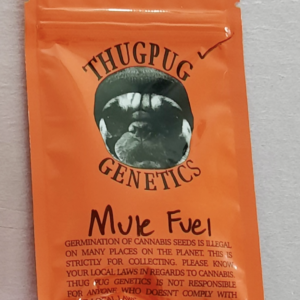 THUGPUG
GENETICS
Mule Fuel
GERMINATION OF CANNABIS SEEDS IS ILLEGAL
ON MANY PLACES ON THE PLANET. THIS IS
STRICTLY FOR COLLECTING. PLEASE KNOW
YOUR LOCAL LAWS IN REGARDS TO CANNABIS.
THUG PUG GENETICS IS NOT RESPONSIBLE
FOR ANYONE WHO DOESNT COMPLY WITH